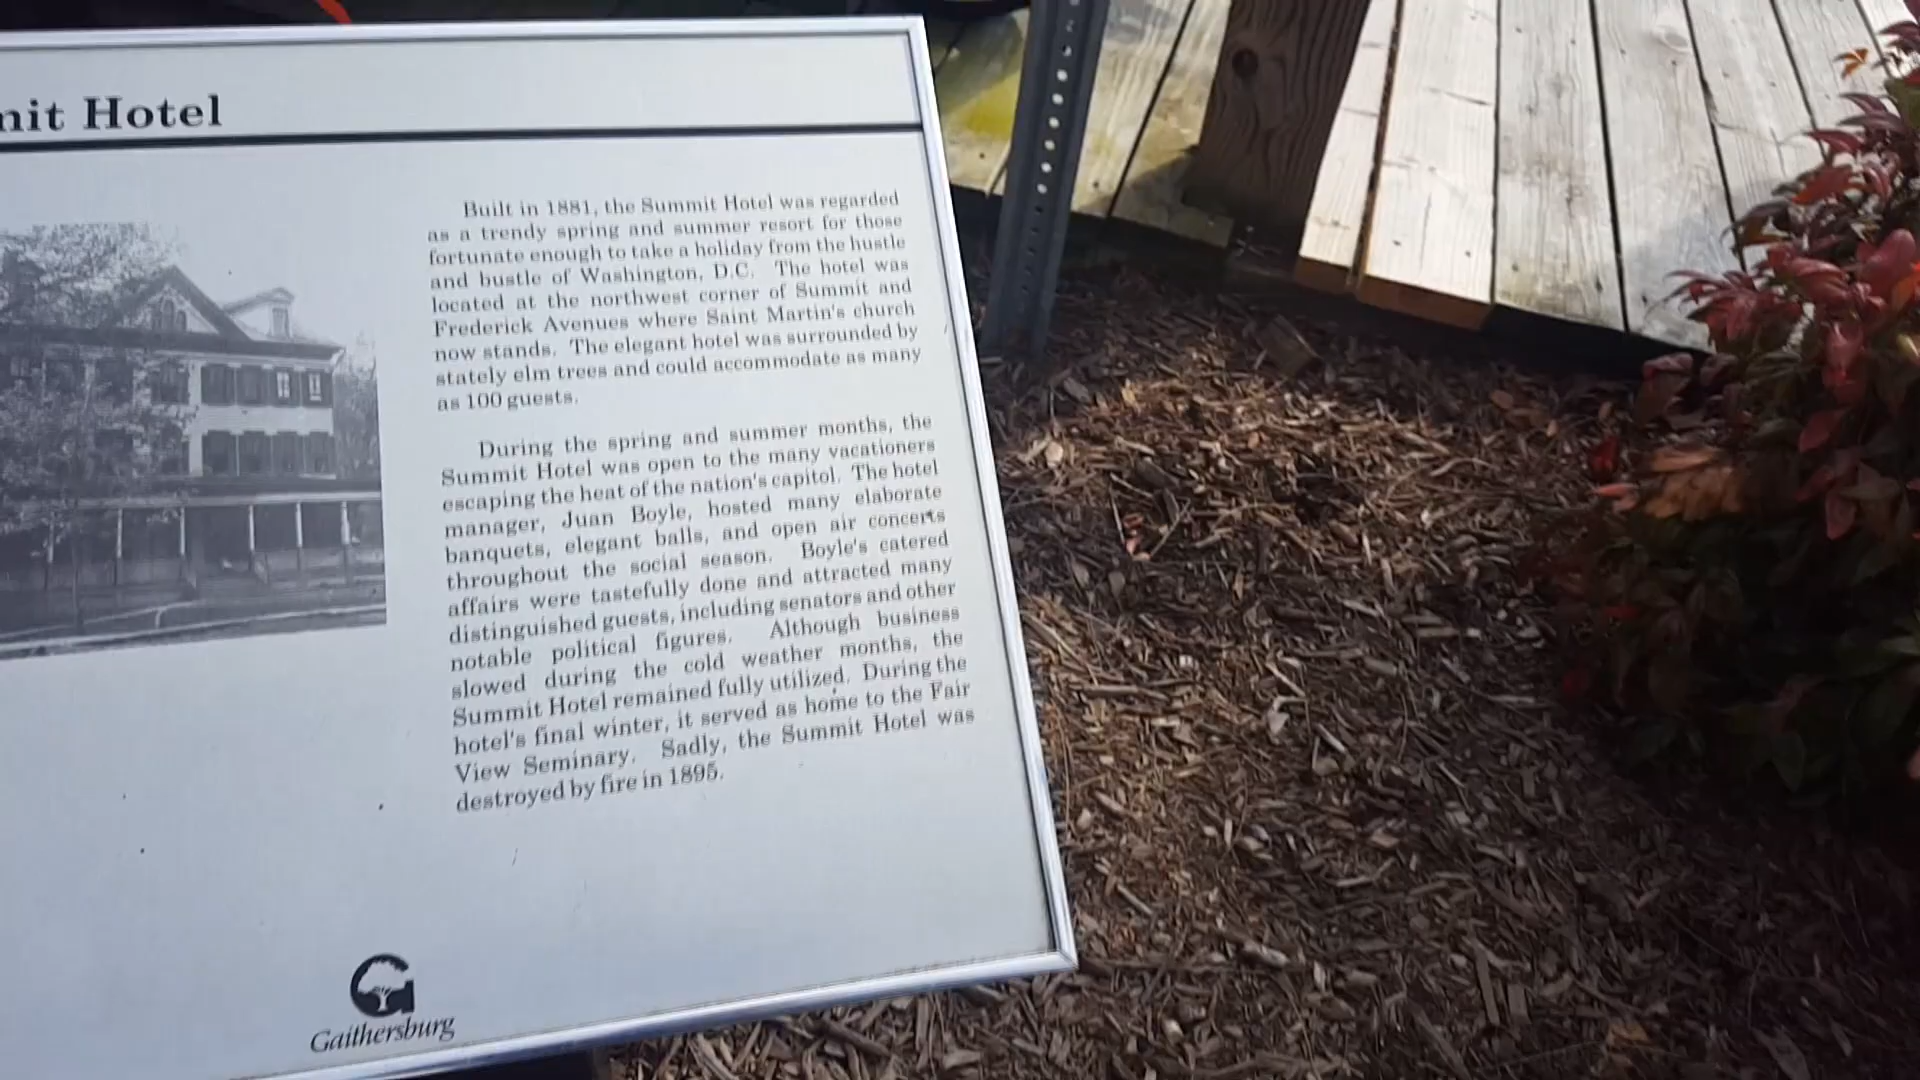 mit Hotel
Built in 1881, the Summit Hotel was regarded
as a trendy spring and summer resort for those
fortunate enough to take a holiday from the hustle
and bustle of Washington, D.C. The hotel was
located at the northwest corner of Summit and
Frederick Avenues where Saint Martin's church
now stands. The elegant hotel was surrounded by
stately elm trees and could accommodate as many
as 100 guests.
During the spring and summer months, the
Summit Hotel was open to the many vacationers
escaping the heat of the nation's capitol. The hotel
manager, Juan Boyle, hosted many elaborate
banquets, elegant balls, and open air concerts
throughout the social season. Boyle's catered
affairs were tastefully done and attracted many
distinguished guests, including senators and other
notable political figures. Although business
slowed during the cold weather months, the
Summit Hotel remained fully utilized. During the
hotel's final winter, it served as home to the Fair
View Seminary. Sadly, the Summit Hotel was
destroyed by fire in 1895.
G
Gaithersburg